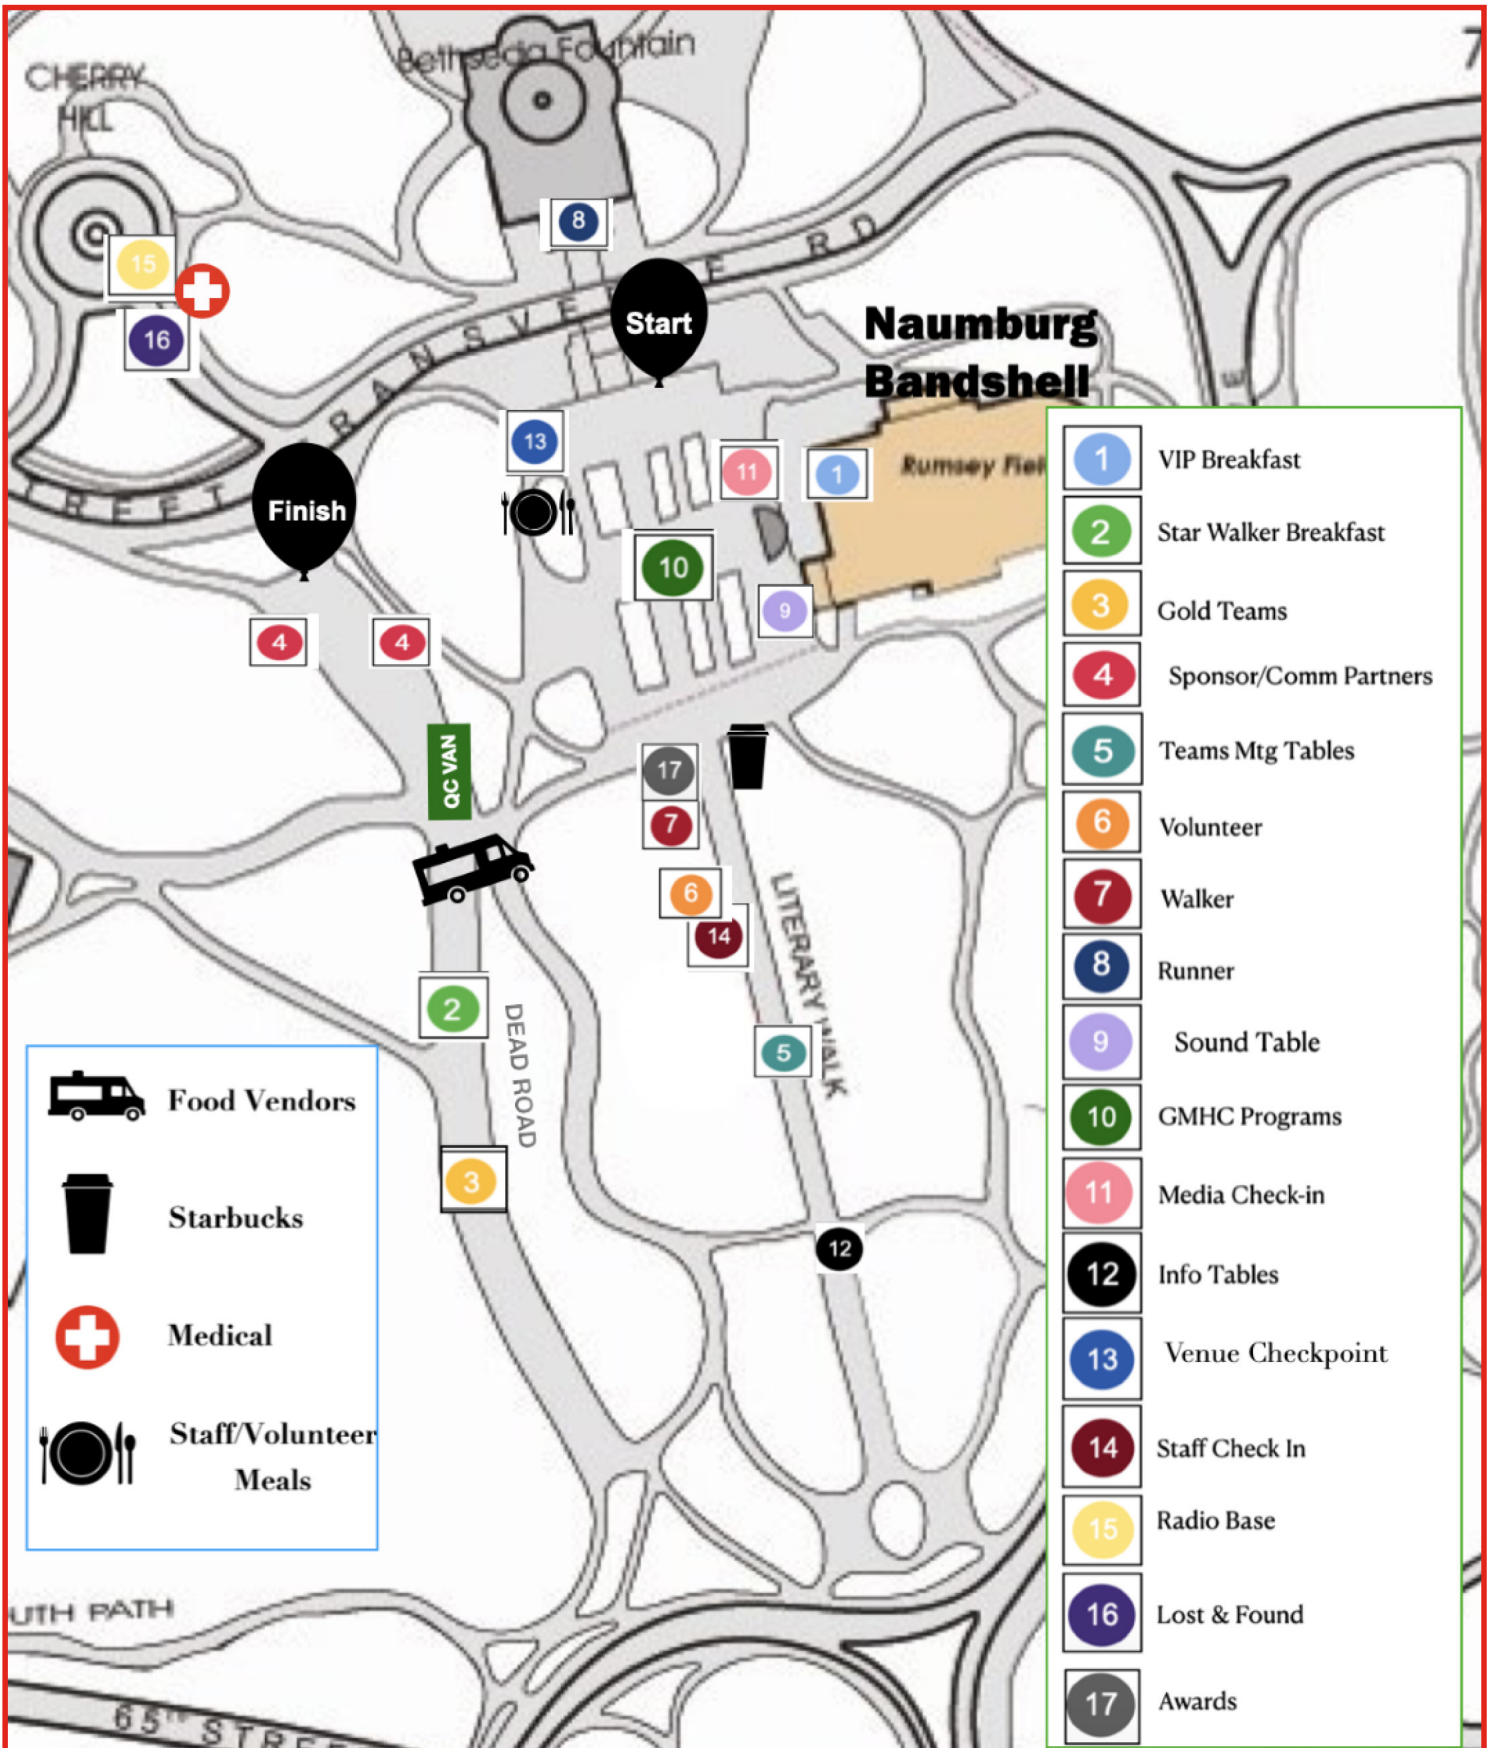 Bethseda Fountain
7
CHERRY
HILL
8
RD
15
16
TRANSVERSE
Start
Naumburg
Bandshell
13
11
1
Rumsey Fiel
STREET
Finish
10
9
4
4
QC VAN
17
7
6
14
LITERARY WALK
2
5
DEAD ROAD
3
12
Food Vendors
Starbucks
Medical
Staff/Volunteer
Meals
UTH PATH
65TH STREE
1 VIP Breakfast
2 Star Walker Breakfast
3 Gold Teams
4 Sponsor/Comm Partners
5 Teams Mtg Tables
6 Volunteer
7 Walker
8 Runner
9 Sound Table
10 GMHC Programs
11 Media Check-in
12 Info Tables
13 Venue Checkpoint
14 Staff Check In
15 Radio Base
16 Lost & Found
17 Awards